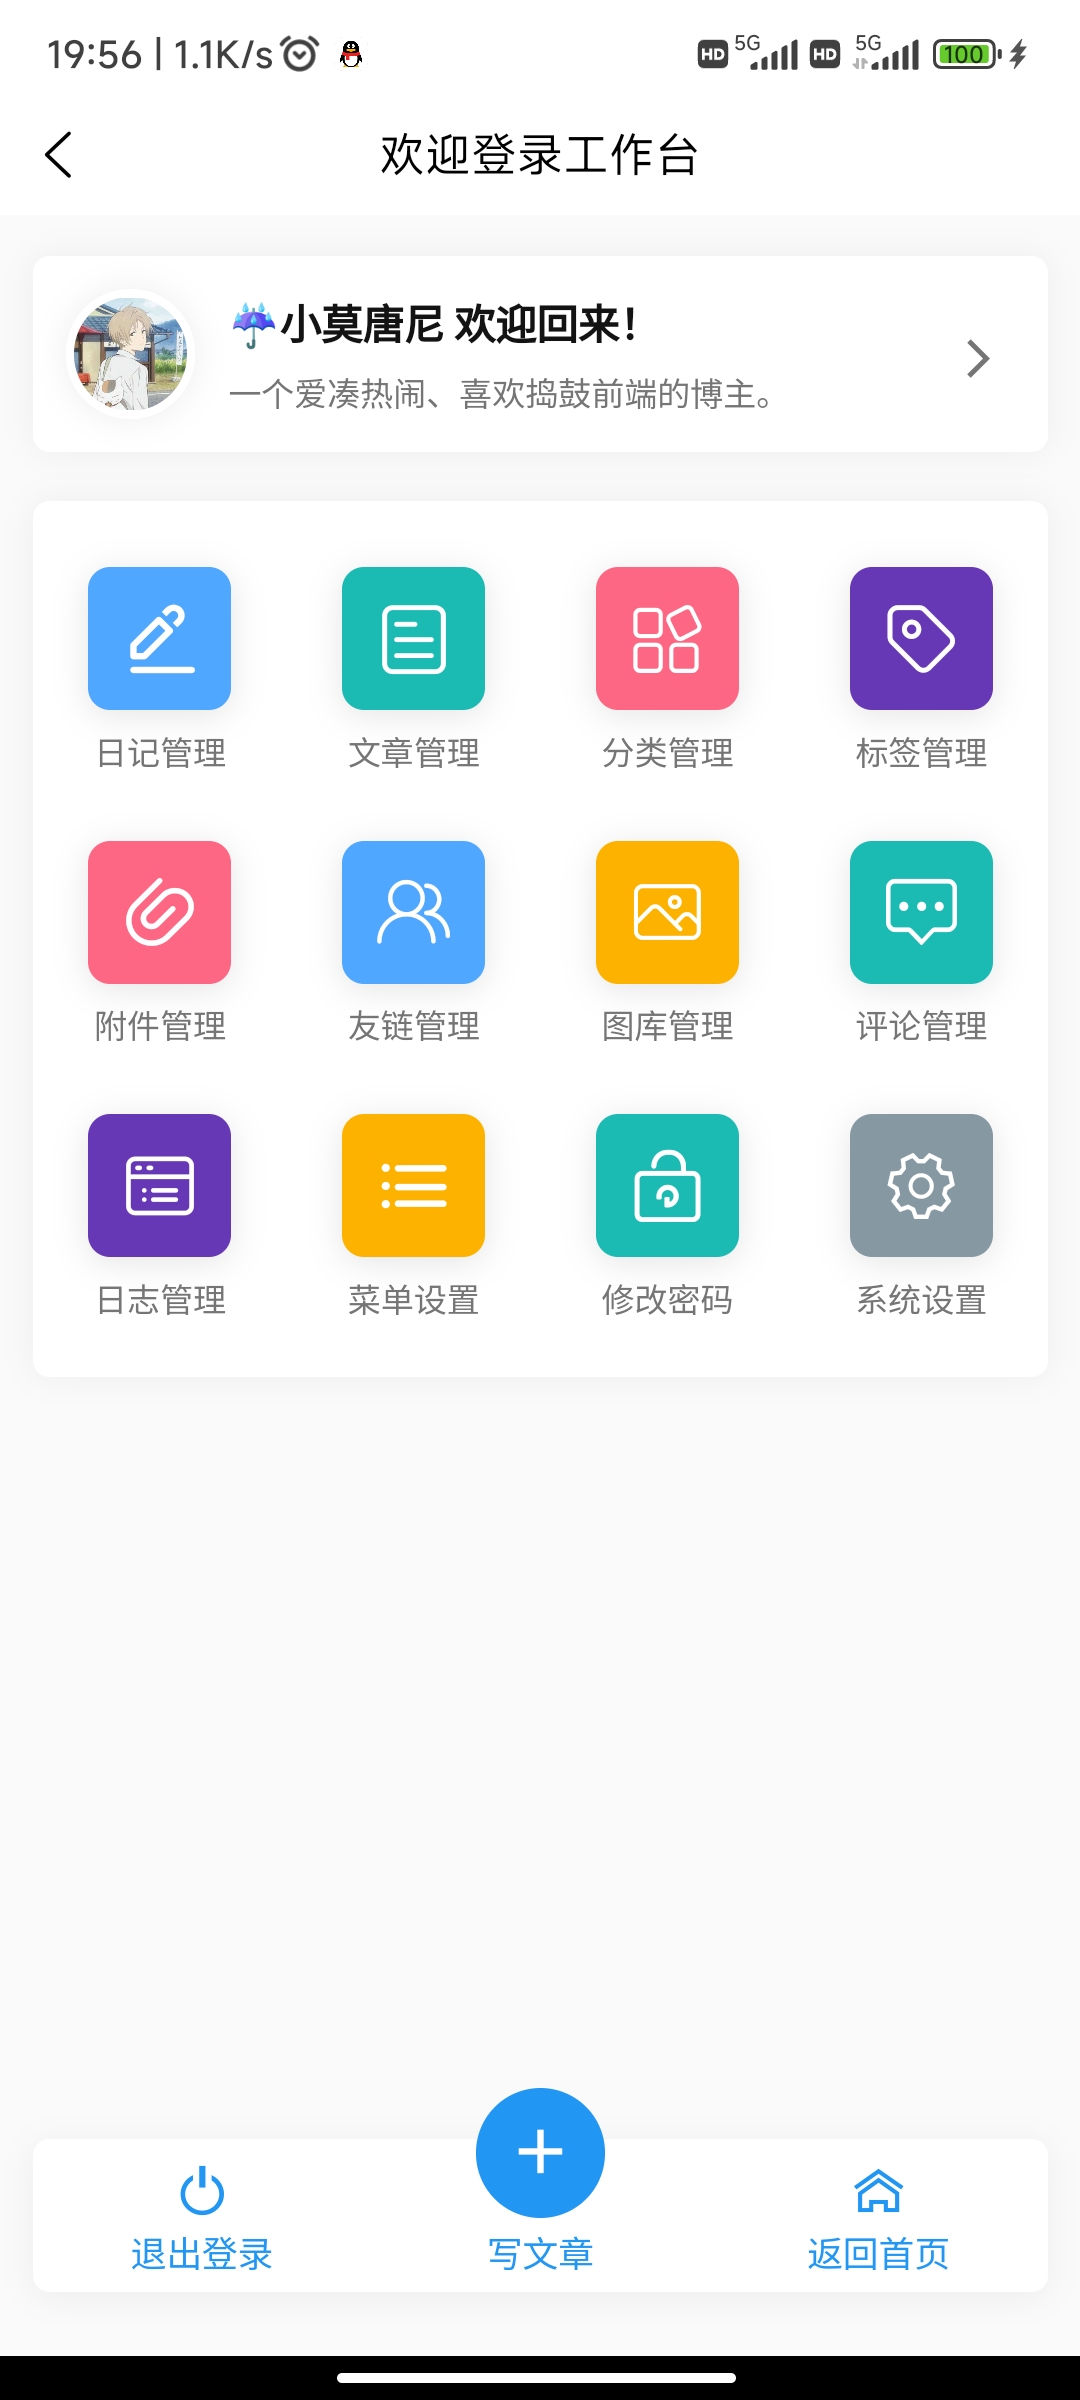 19:56 | 1.1K/s HD 5G HD 5G 100
欢迎登录工作台
☔小莫唐尼 欢迎回来！
一个爱凑热闹、喜欢捣鼓前端的博主。
日记管理 文章管理 分类管理 标签管理
附件管理 友链管理 图库管理 评论管理
日志管理 菜单设置 修改密码 系统设置
退出登录 写文章 返回首页